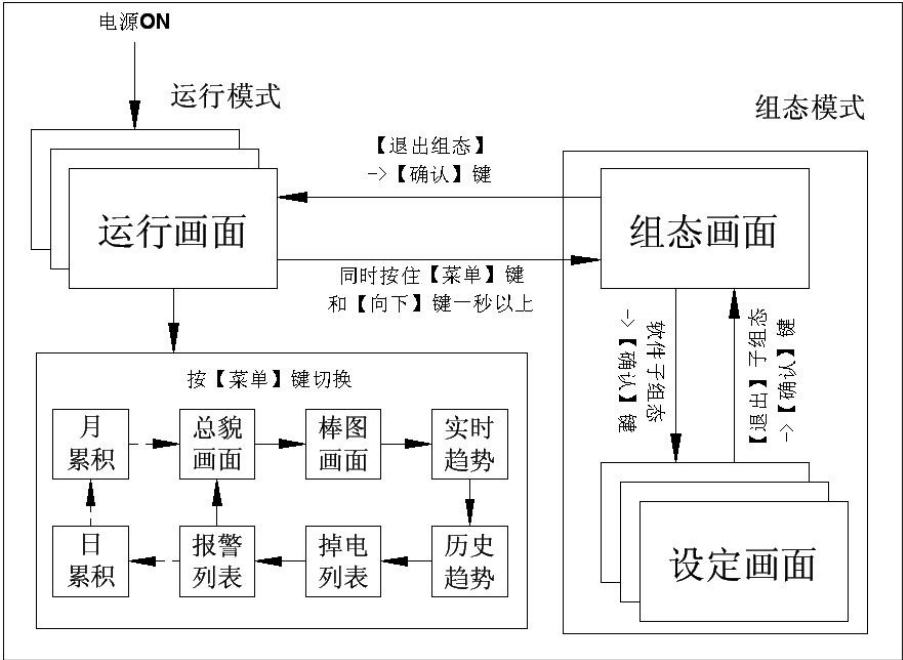 电源ON
运行模式
组态模式
【退出组态】
->【确认】键
运行画面
组态画面
同时按住【菜单】键
和【向下】键一秒以上
软件子组态
->【确认】键
【退出】子组态
->【确认】键
按【菜单】键切换
月
累积
总貌
画面
棒图
画面
实时
趋势
日
累积
报警
列表
掉电
列表
历史
趋势
设定画面